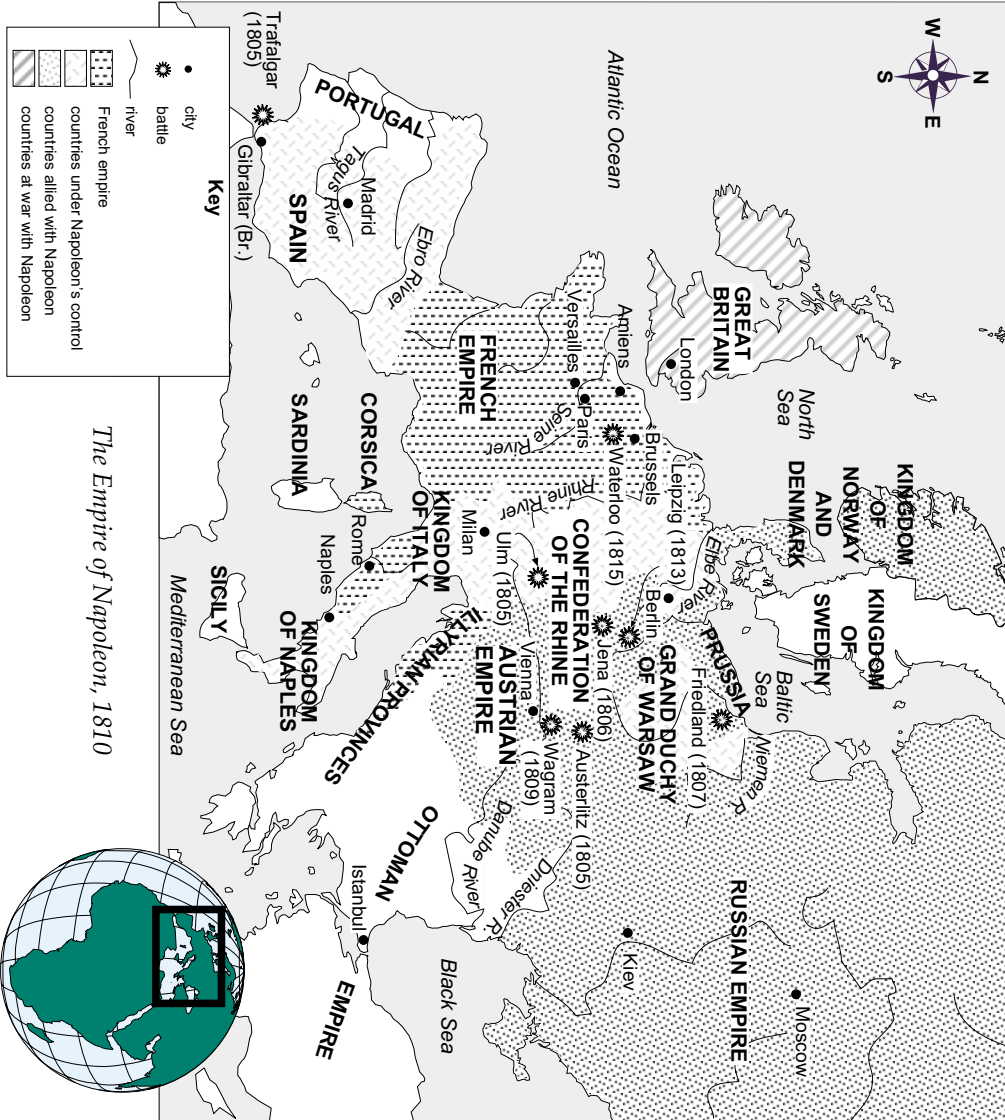 N
W
E
S
Atlantic Ocean
GREAT
BRITAIN
London
North
Sea
KINGDOM
OF
NORWAY
AND
DENMARK
KINGDOM
OF
SWEDEN
Baltic
Sea
PRUSSIA
Niemen R.
Friedland (1807)
GRAND DUCHY
OF WARSAW
RUSSIAN EMPIRE
Moscow
Kiev
Elbe River
Berlin
Leipzig (1813)
Brussels
Waterloo (1815)
Amiens
Versailles
Paris
Seine River
Rhine River
FRENCH
EMPIRE
CONFEDERATION
OF THE RHINE
Jena (1806)
Austerlitz (1805)
Wagram
(1809)
Vienna
Ulm (1805)
AUSTRIAN
EMPIRE
Dniester R.
Danube
River
Milan
KINGDOM
OF ITALY
ILLYRIAN PROVINCES
OTTOMAN
EMPIRE
Istanbul
Black Sea
PORTUGAL
Tagus River
Madrid
SPAIN
Ebro River
Trafalgar
(1805)
Gibraltar (Br.)
CORSICA
SARDINIA
Rome
Naples
KINGDOM
OF NAPLES
SICILY
Mediterranean Sea
Key
city
battle
river
French empire
countries under Napoleon's control
countries allied with Napoleon
countries at war with Napoleon
The Empire of Napoleon, 1810